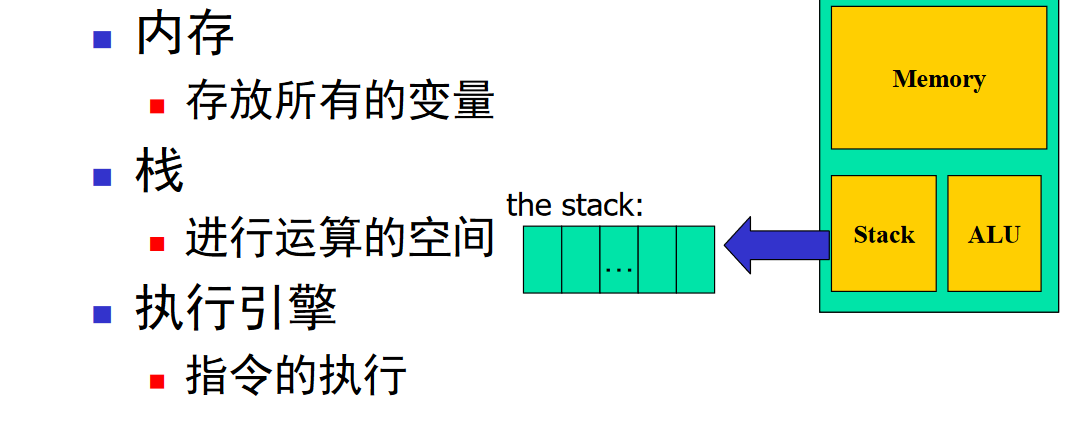 内存
存放所有的变量
栈
进行运算的空间
执行引擎
指令的执行
the stack:
...
Memory
Stack
ALU